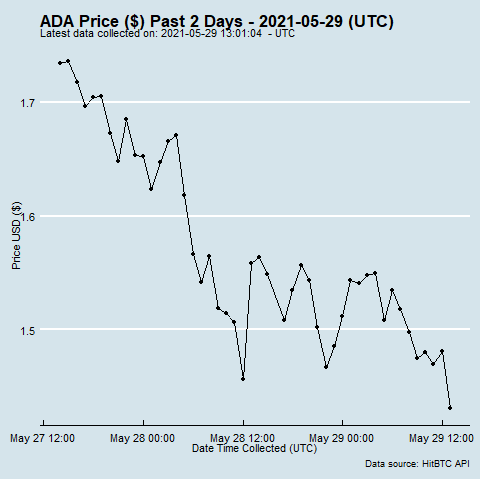 ADA Price ($) Past 2 Days - 2021-05-29 (UTC)
Latest data collected on: 2021-05-29 13:01:04 - UTC
1.7
1.6
1.5
Price USD ($)
May 27 12:00 May 28 00:00 May 28 12:00 May 29 00:00 May 29 12:00
Date Time Collected (UTC)
Data source: HitBTC API